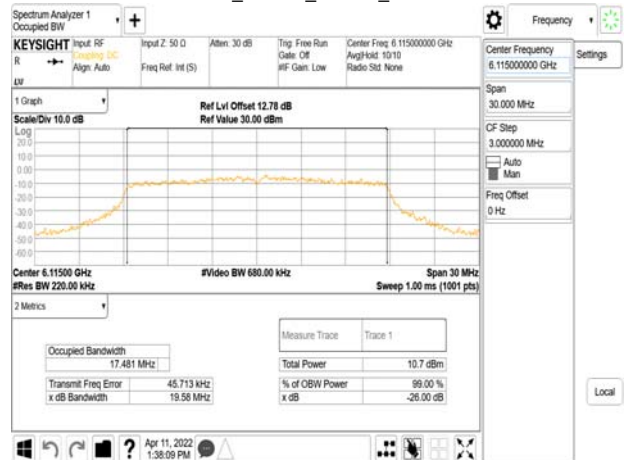 Spectrum Analyzer 1
Occupied BW
Frequency
KEYSIGHT
R
Input: RF
Coupling: DC
Align: Auto
Input Z: 50 Ω
Freq Ref: Int (S)
Atten: 30 dB
Trig: Free Run
Gate: Off
#IF Gain: Low
Center Freq: 6.115000000 GHz
Avg|Hold: 10/10
Radio Std: None
Center Frequency
6.115000000 GHz
Settings
Span
30.000 MHz
CF Step
3.000000 MHz
Auto
Man
Freq Offset
0 Hz
1 Graph
Scale/Div 10.0 dB
Ref Lvl Offset 12.78 dB
Ref Value 30.00 dBm
Log
20.0
10.0
0.00
-10.0
-20.0
-30.0
-40.0
-50.0
-60.0
Center 6.11500 GHz
#Res BW 220.00 kHz
#Video BW 680.00 kHz
Span 30 MHz
Sweep 1.00 ms (1001 pts)
2 Metrics
Measure Trace Trace 1
Occupied Bandwidth
17.481 MHz
Total Power 10.7 dBm
Transmit Freq Error 45.713 kHz
% of OBW Power 99.00 %
x dB Bandwidth 19.58 MHz
x dB -26.00 dB
Local
Apr 11, 2022
1:38:09 PM